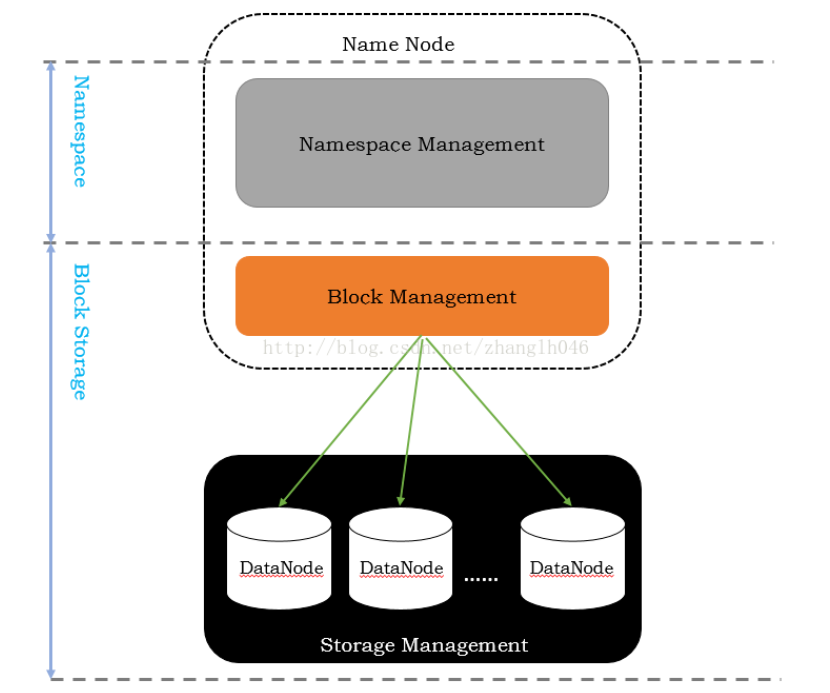 Name Node
Namespace
Namespace Management
Block Storage
Block Management
http://blog.csdn.net/zhanglh046
DataNode
DataNode
......
DataNode
Storage Management